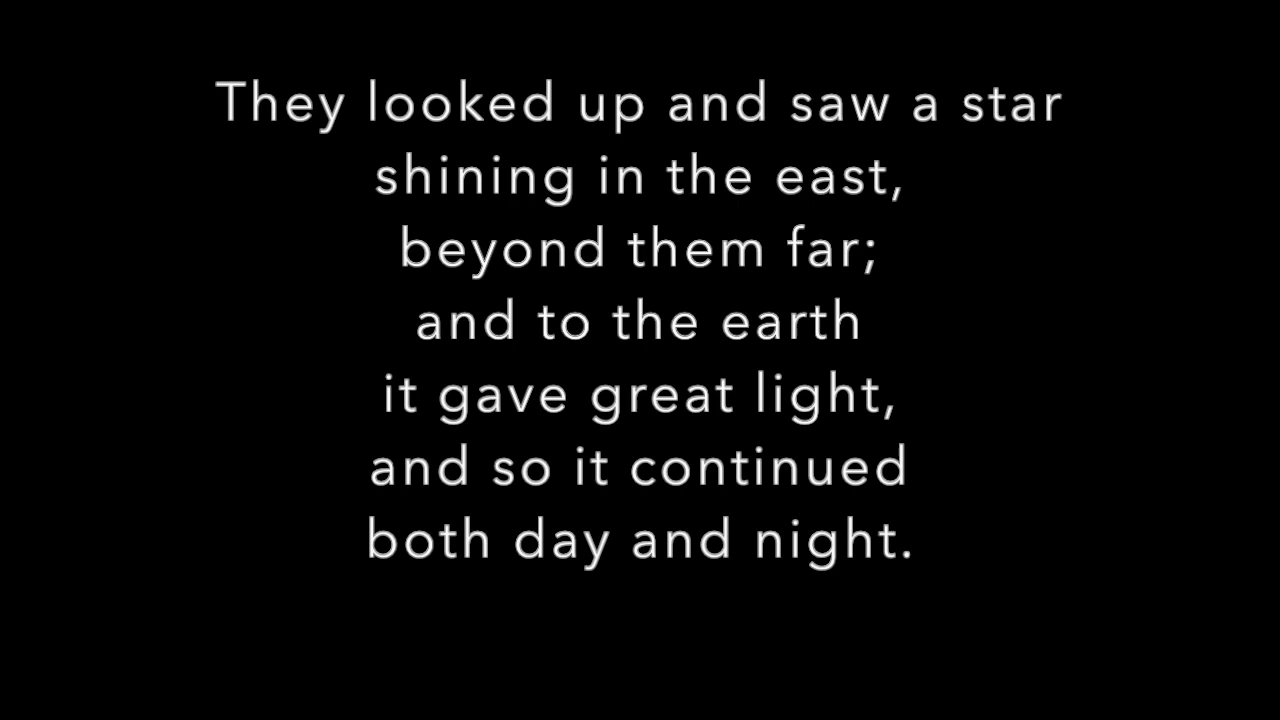 They looked up and saw a star
shining in the east,
beyond them far;
and to the earth
it gave great light,
and so it continued
both day and night.